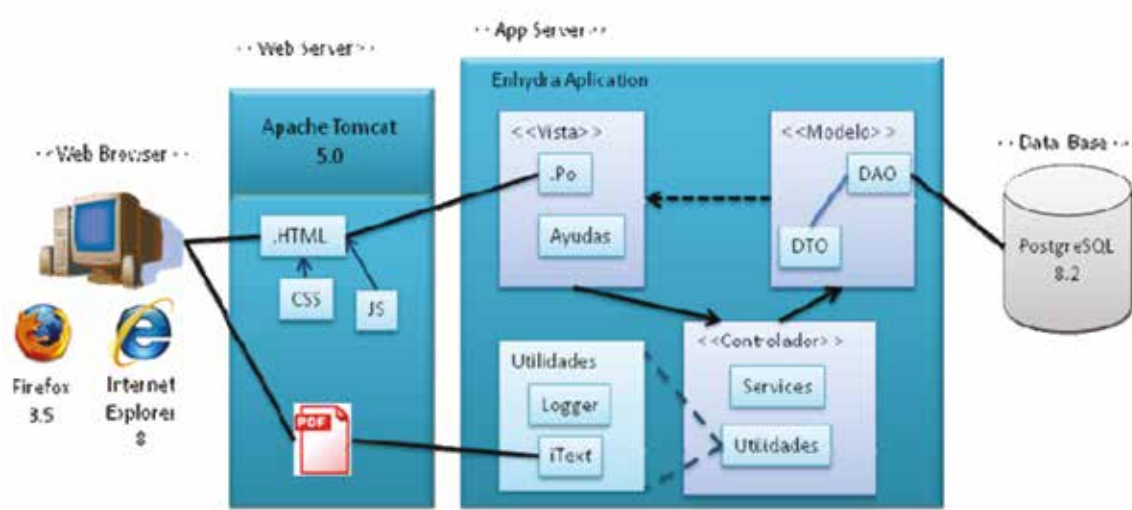 --Web Browser--
Firefox
3.5
Internet
Explorer
8
--Web Server--
Apache Tomcat
5.0
.HTML
CSS
JS
PDF
--App Server--
Enhydra Aplication
<<Vista>>
.Po
Ayudas
<<Modelo>>
DAO
DTO
<<Controlador>>
Services
Utilidades
Utilidades
Logger
iText
--Data Base--
PostgreSQL
8.2